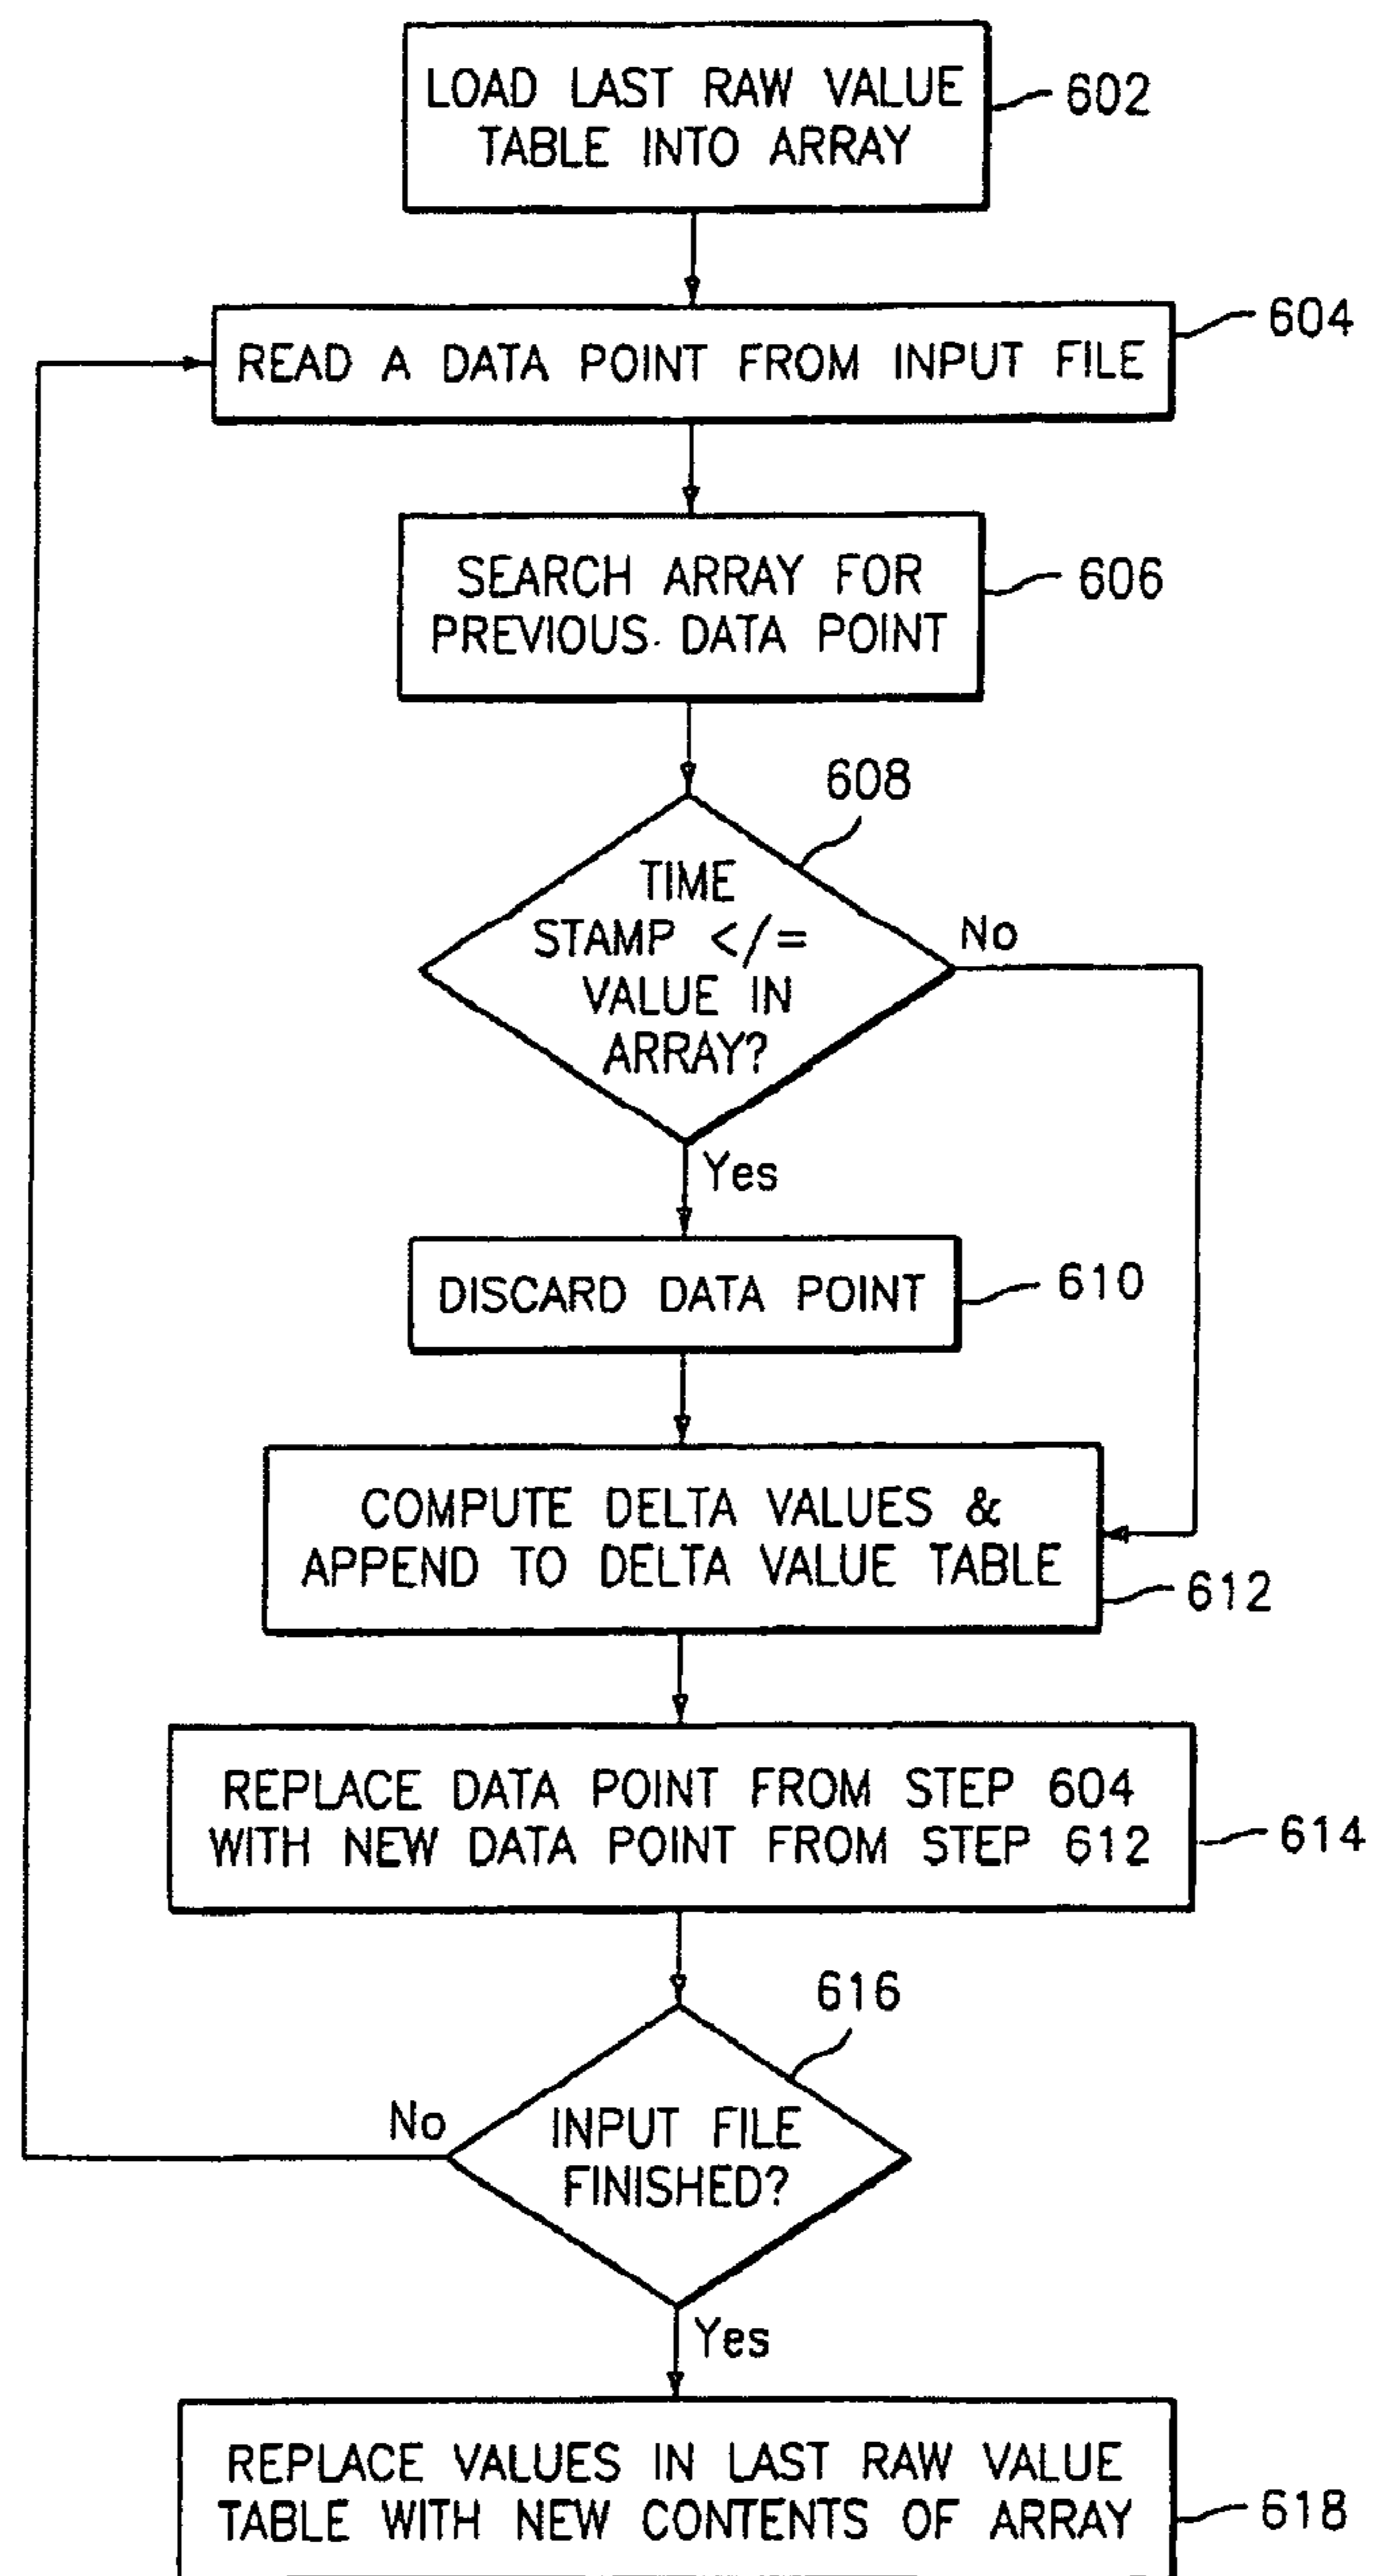 LOAD LAST RAW VALUE
TABLE INTO ARRAY
602
READ A DATA POINT FROM INPUT FILE
604
SEARCH ARRAY FOR
PREVIOUS DATA POINT
606
608
TIME
STAMP </=
VALUE IN
ARRAY?
No
Yes
DISCARD DATA POINT
610
COMPUTE DELTA VALUES &
APPEND TO DELTA VALUE TABLE
612
REPLACE DATA POINT FROM STEP 604
WITH NEW DATA POINT FROM STEP 612
614
616
INPUT FILE
FINISHED?
No
Yes
REPLACE VALUES IN LAST RAW VALUE
TABLE WITH NEW CONTENTS OF ARRAY
618